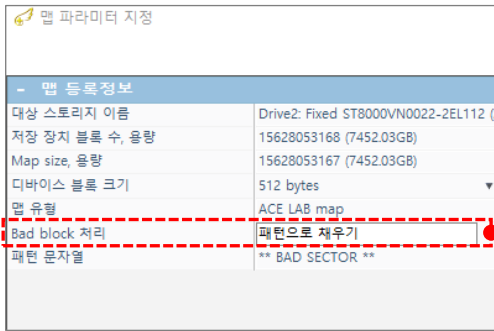 맵 파라미터 지정
- 맵 등록정보
대상 스토리지 이름 Drive2: Fixed ST8000VN0022-2EL112 (
저장 장치 블록 수, 용량 15628053168 (7452.03GB)
Map size, 용량 15628053167 (7452.03GB)
디바이스 블록 크기 512 bytes
맵 유형 ACE LAB map
Bad block 처리 패턴으로 채우기
패턴 문자열 ** BAD SECTOR **